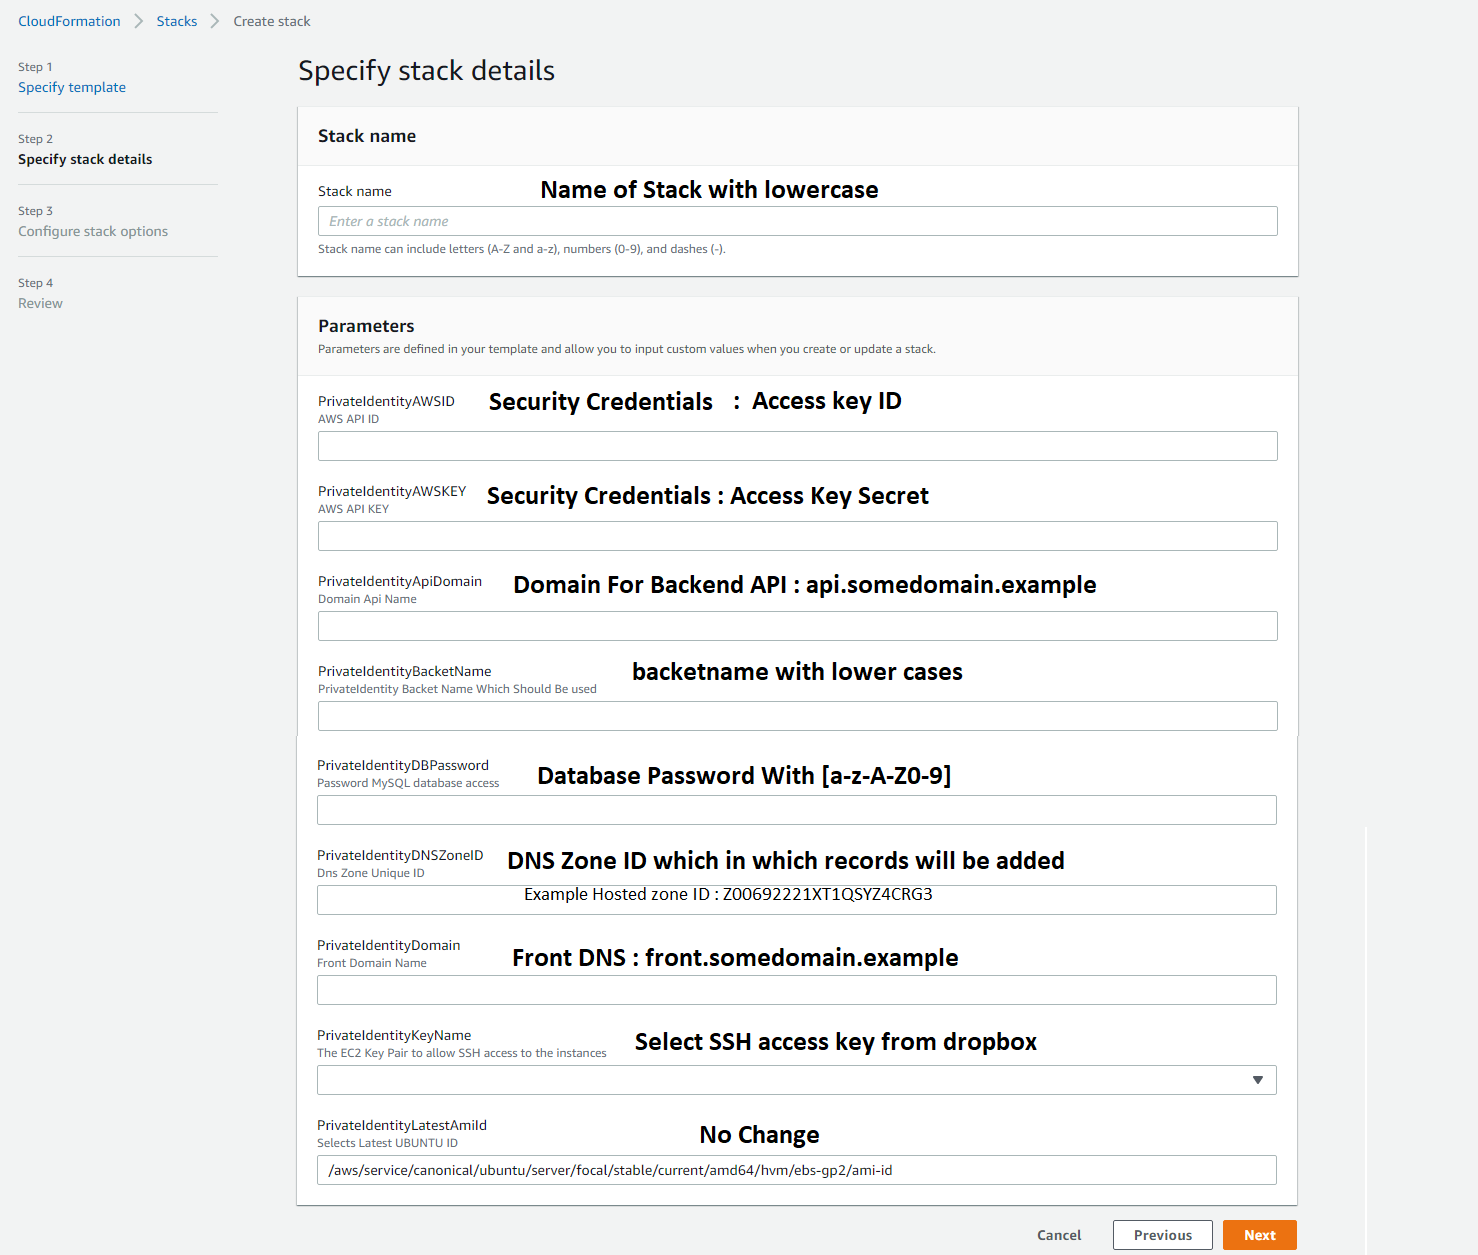 CloudFormation > Stacks > Create stack
Step 1
Specify template
Step 2
Specify stack details
Step 3
Configure stack options
Step 4
Review
Specify stack details
Stack name
Stack name Name of Stack with lowercase
Enter a stack name
Stack name can include letters (A-Z and a-z), numbers (0-9), and dashes (-).
Parameters
Parameters are defined in your template and allow you to input custom values when you create or update a stack.
PrivateIdentityAWSID Security Credentials : Access key ID
AWS API ID
PrivateIdentityAWSKEY Security Credentials : Access Key Secret
AWS API KEY
PrivateIdentityApiDomain Domain For Backend API : api.somedomain.example
Domain Api Name
PrivateIdentityBacketName backetname with lower cases
PrivateIdentity Backet Name Which Should Be used
PrivateIdentityDBPassword Database Password With [a-z-A-Z0-9]
Password MySQL database access
PrivateIdentityDNSZoneID DNS Zone ID which in which records will be added
Dns Zone Unique ID
Example Hosted zone ID : Z00692221XT1QSYZ4CRG3
PrivateIdentityDomain Front DNS : front.somedomain.example
Front Domain Name
PrivateIdentityKeyName Select SSH access key from dropbox
The EC2 Key Pair to allow SSH access to the instances
PrivateIdentityLatestAmiId No Change
Selects Latest UBUNTU ID
/aws/service/canonical/ubuntu/server/focal/stable/current/amd64/hvm/ebs-gp2/ami-id
Cancel Previous Next